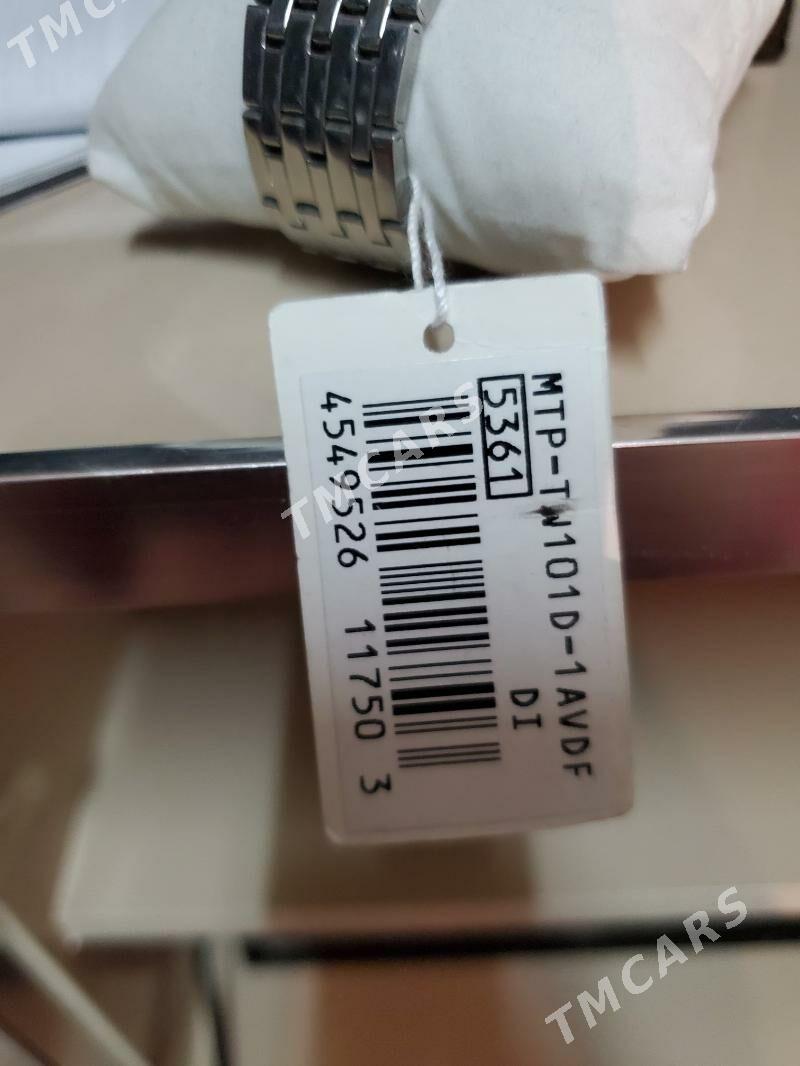 MTP-TW101D-1AVDF
5361
DI
4549526 11750 3
TMCARS
TMCARS
TMCARS
TMCARS